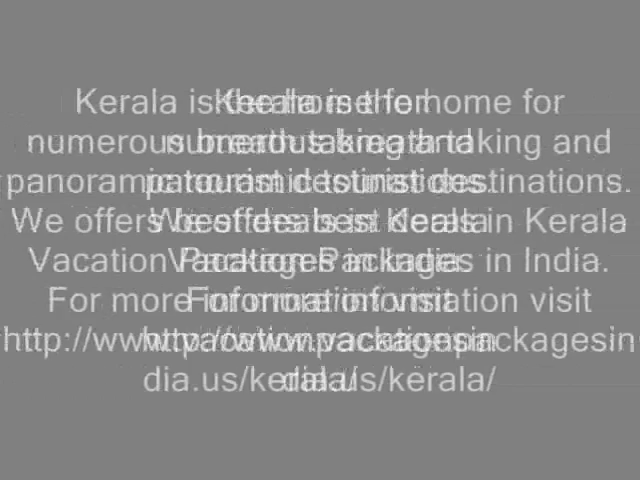 Kerala is the home for
numerous breathtaking and
panoramic tourist destinations.
We offers best deals in Kerala
Vacation Packages in India.
For more information visit
http://www.vacationpackagesin
dia.us/kerala/